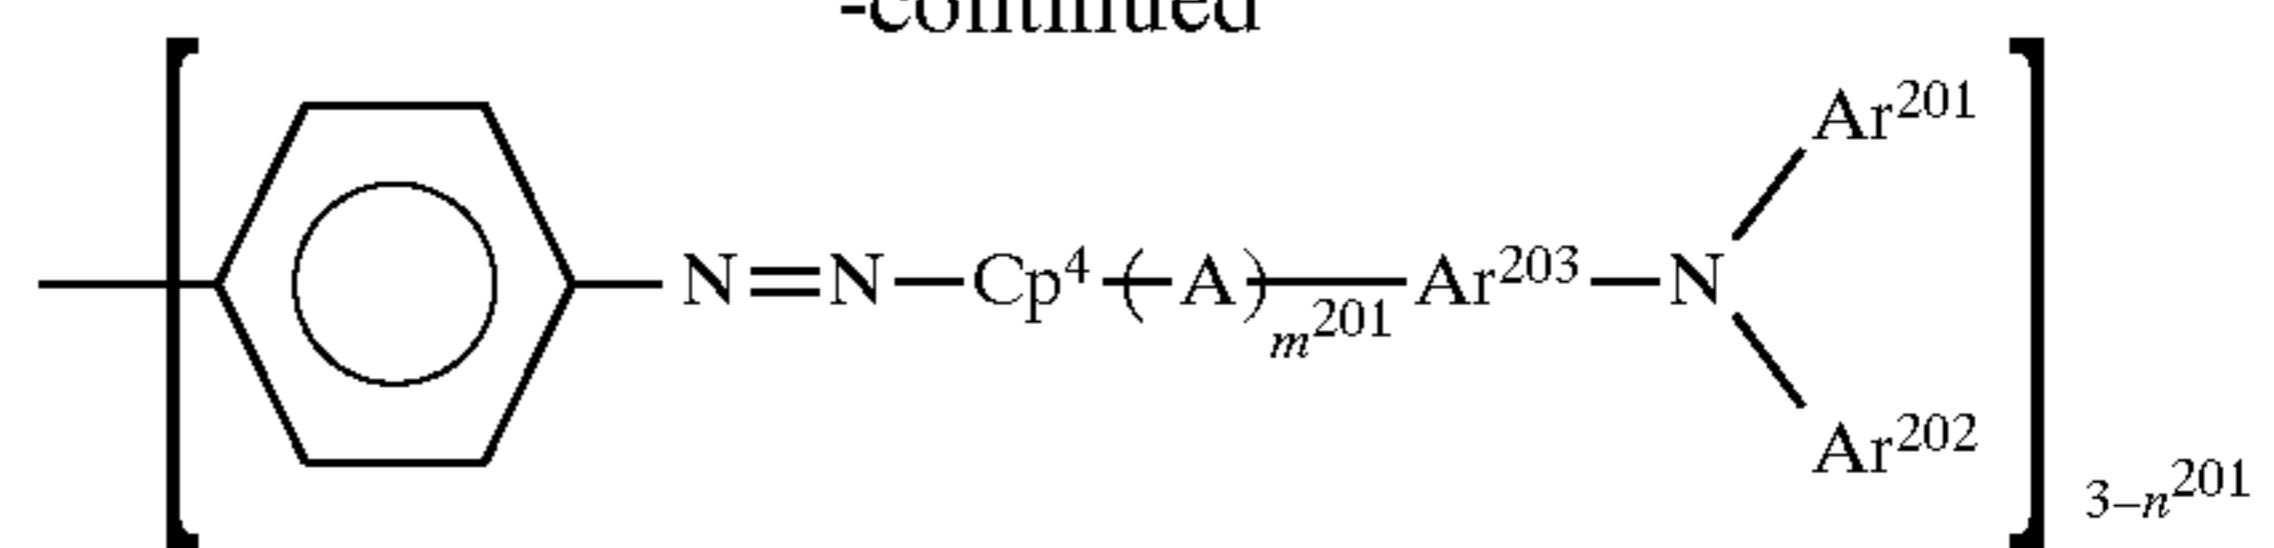 -continued
Ar201
N=N—Cp4—(A)m201—Ar203—N
Ar202
3–n201